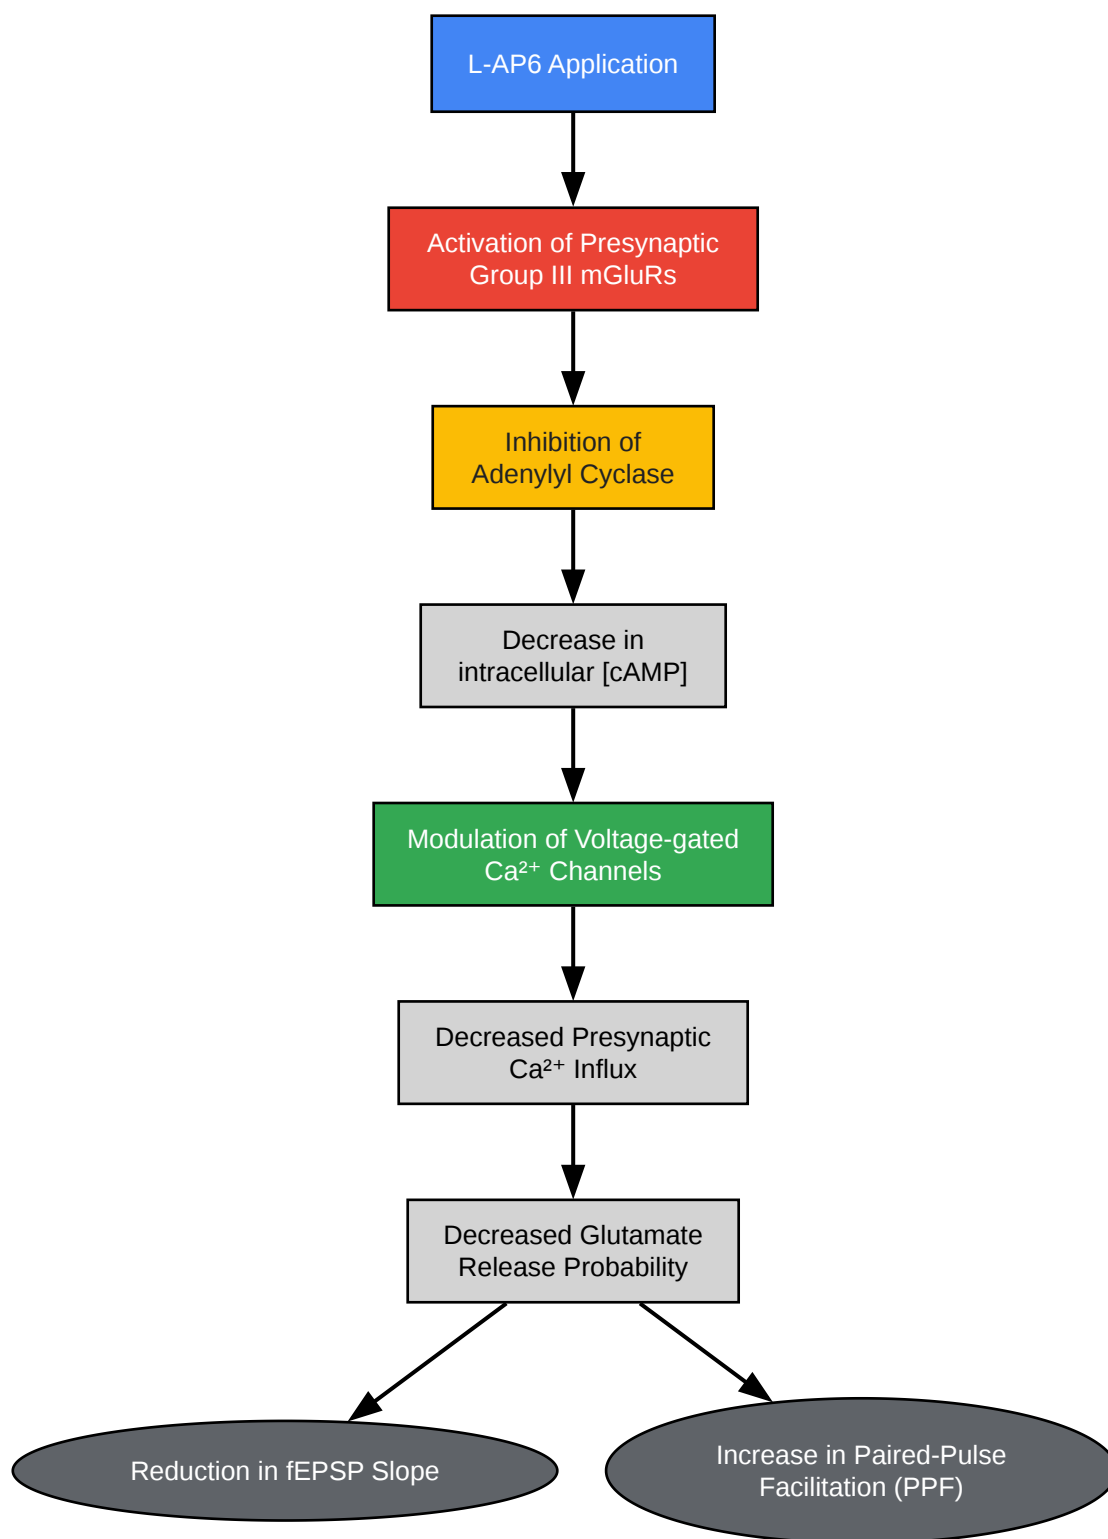 L-AP6 Application
Activation of Presynaptic
Group III mGluRs
Inhibition of
Adenylyl Cyclase
Decrease in
intracellular [cAMP]
Modulation of Voltage-gated
Ca²⁺ Channels
Decreased Presynaptic
Ca²⁺ Influx
Decreased Glutamate
Release Probability
Reduction in fEPSP Slope
Increase in Paired-Pulse
Facilitation (PPF)